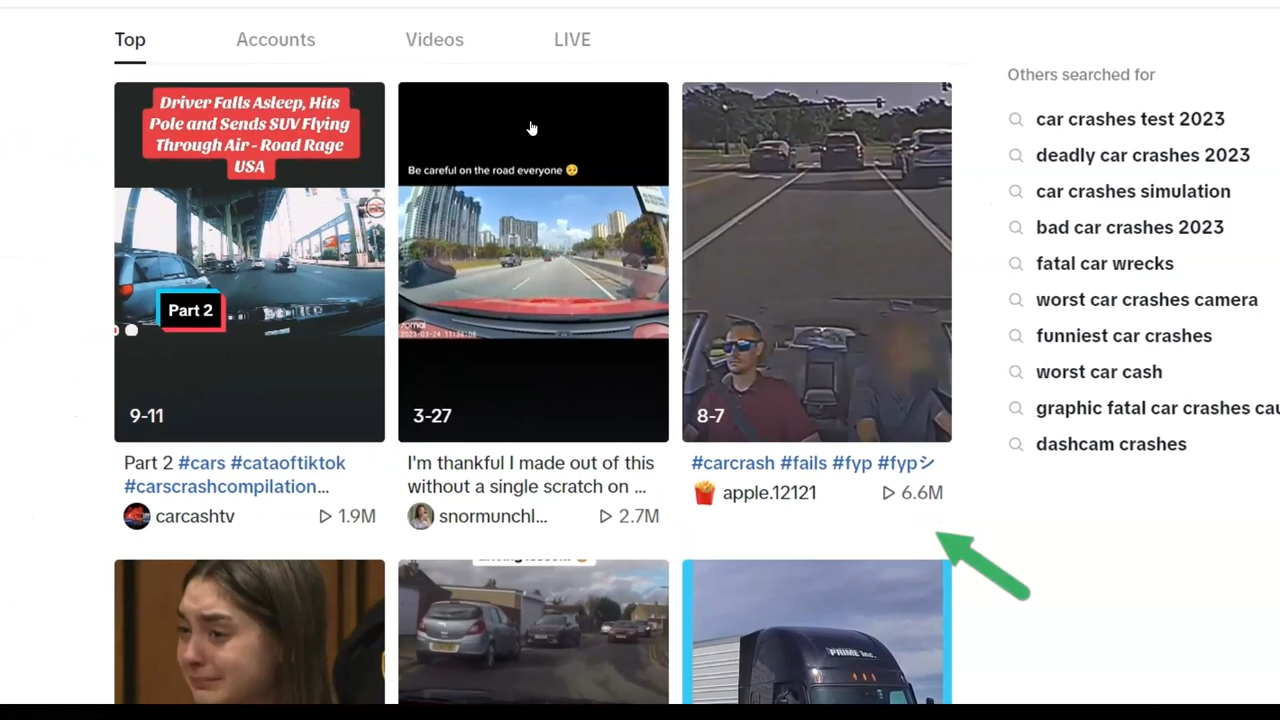 Top
Accounts
Videos
LIVE
Others searched for
car crashes test 2023
deadly car crashes 2023
car crashes simulation
bad car crashes 2023
fatal car wrecks
worst car crashes camera
funniest car crashes
worst car cash
graphic fatal car crashes cau
dashcam crashes
Driver Falls Asleep, Hits
Pole and Sends SUV Flying
Through Air - Road Rage
USA
Part 2
9-11
Part 2 #cars #cataoftiktok
#carscrashcompilation...
carcashtv
1.9M
Be careful on the road everyone 🥺
70mai
3-27
I'm thankful I made out of this
without a single scratch on ...
snormunchl...
2.7M
8-7
#carcrash #fails #fyp #fypシ
apple.12121
6.6M
PRIME Inc.